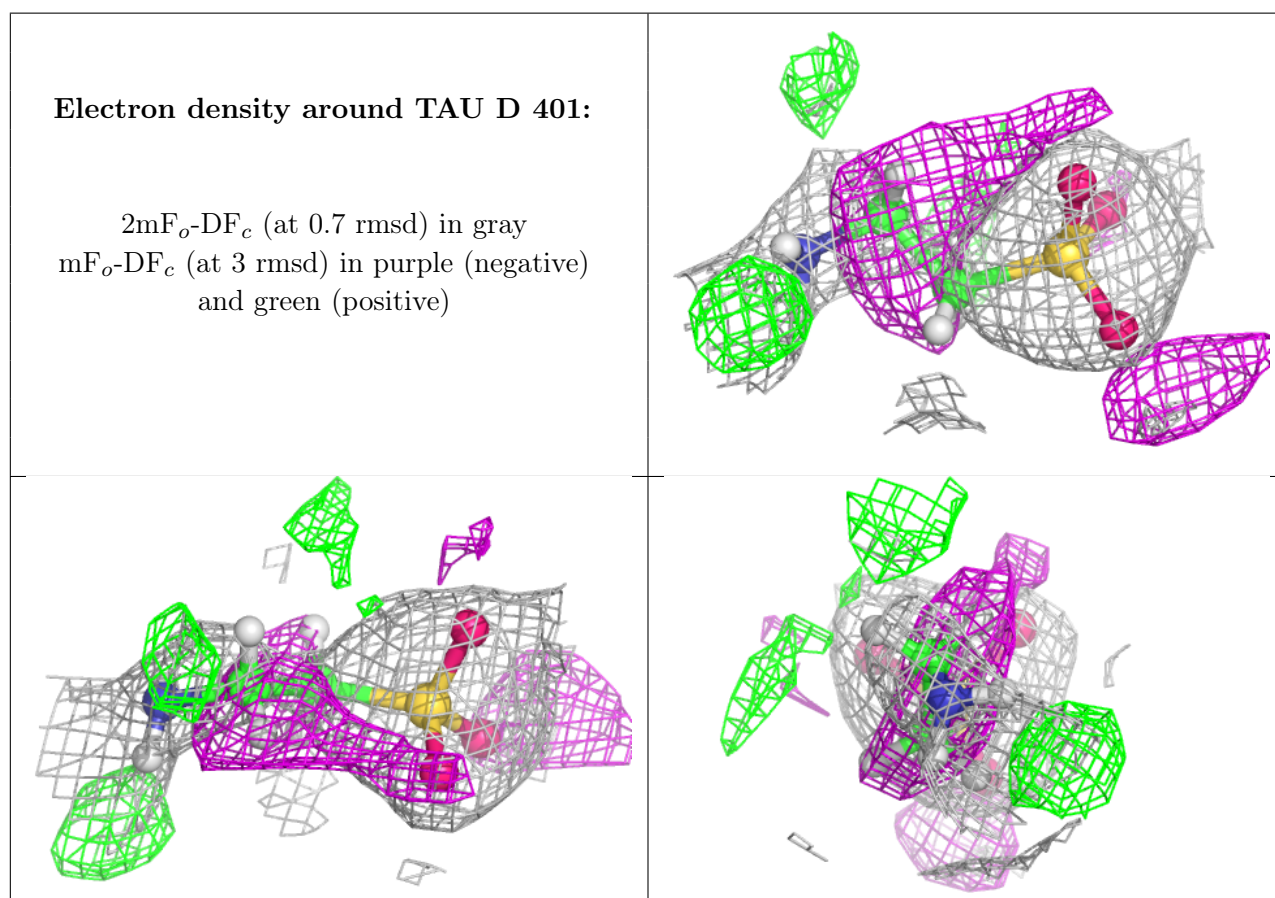 Electron density around TAU D 401:
2mFo-DFc (at 0.7 rmsd) in gray
mFo-DFc (at 3 rmsd) in purple (negative)
and green (positive)